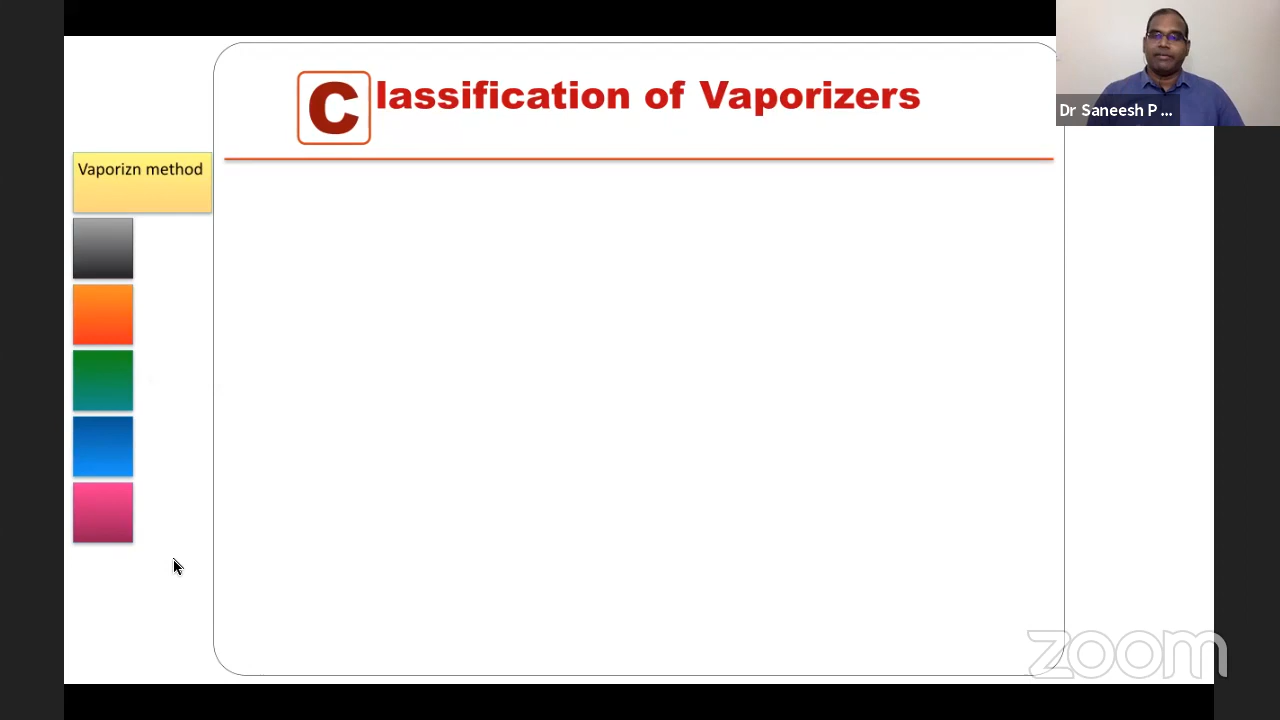 Classification of Vaporizers
Dr Saneesh P ...
Vaporizn method
zoom